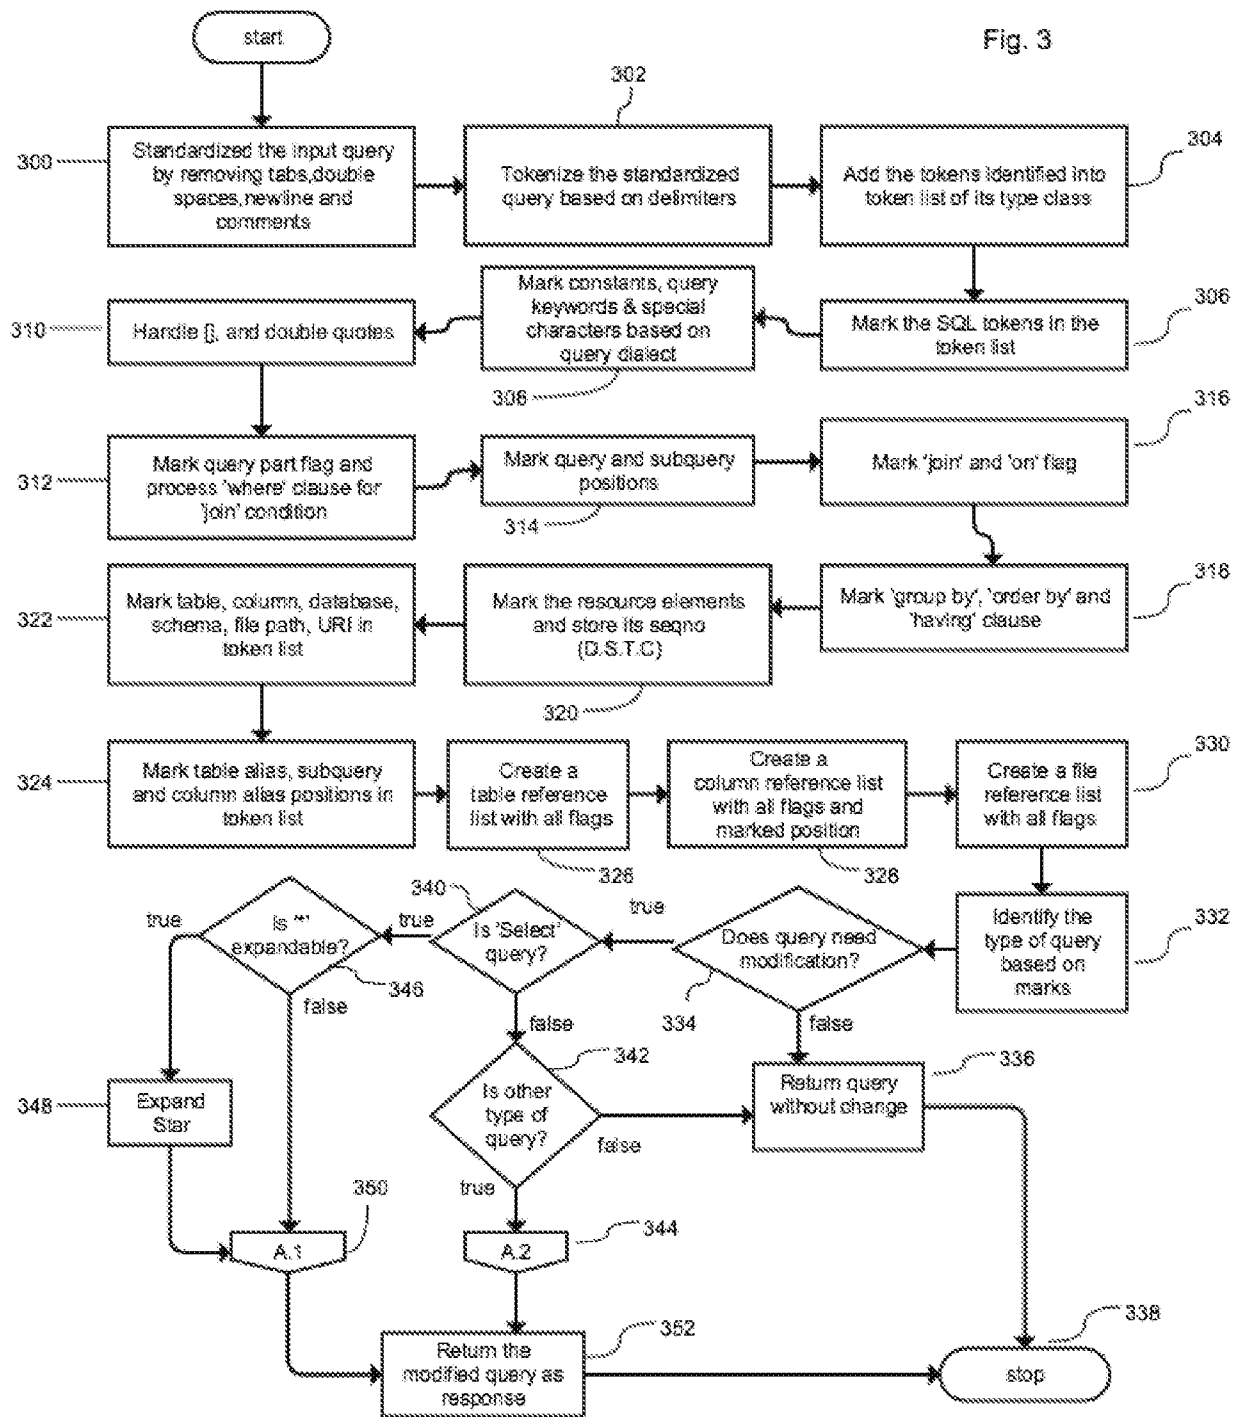 Fig. 3
start
300
Standardized the input query
by removing tabs,double
spaces,newline and
comments
302
Tokenize the standardized
query based on delimiters
304
Add the tokens identified into
token list of its type class
306
Mark the SQL tokens in the
token list
308
Mark constants, query
keywords & special
characters based on
query dialect
310
Handle [], and double quotes
312
Mark query part flag and
process 'where' clause for
'join' condition
314
Mark query and subquery
positions
316
Mark 'join' and 'on' flag
318
Mark 'group by', 'order by' and
'having' clause
320
Mark the resource elements
and store its seqno
(D.S.T.C)
322
Mark table, column, database,
schema, file path, URI in
token list
324
Mark table alias, subquery
and column alias positions in
token list
326
Create a
table reference
list with all flags
328
Create a
column reference list
with all flags and
marked position
330
Create a file
reference list
with all flags
332
Identify the
type of query
based on
marks
334
Does query need
modification?
true
false
336
Return query
without change
340
Is 'Select'
query?
true
false
342
Is other
type of
query?
false
true
346
Is '*'
expandable?
true
false
348
Expand
Star
350
A.1
344
A.2
352
Return the
modified query as
response
338
stop